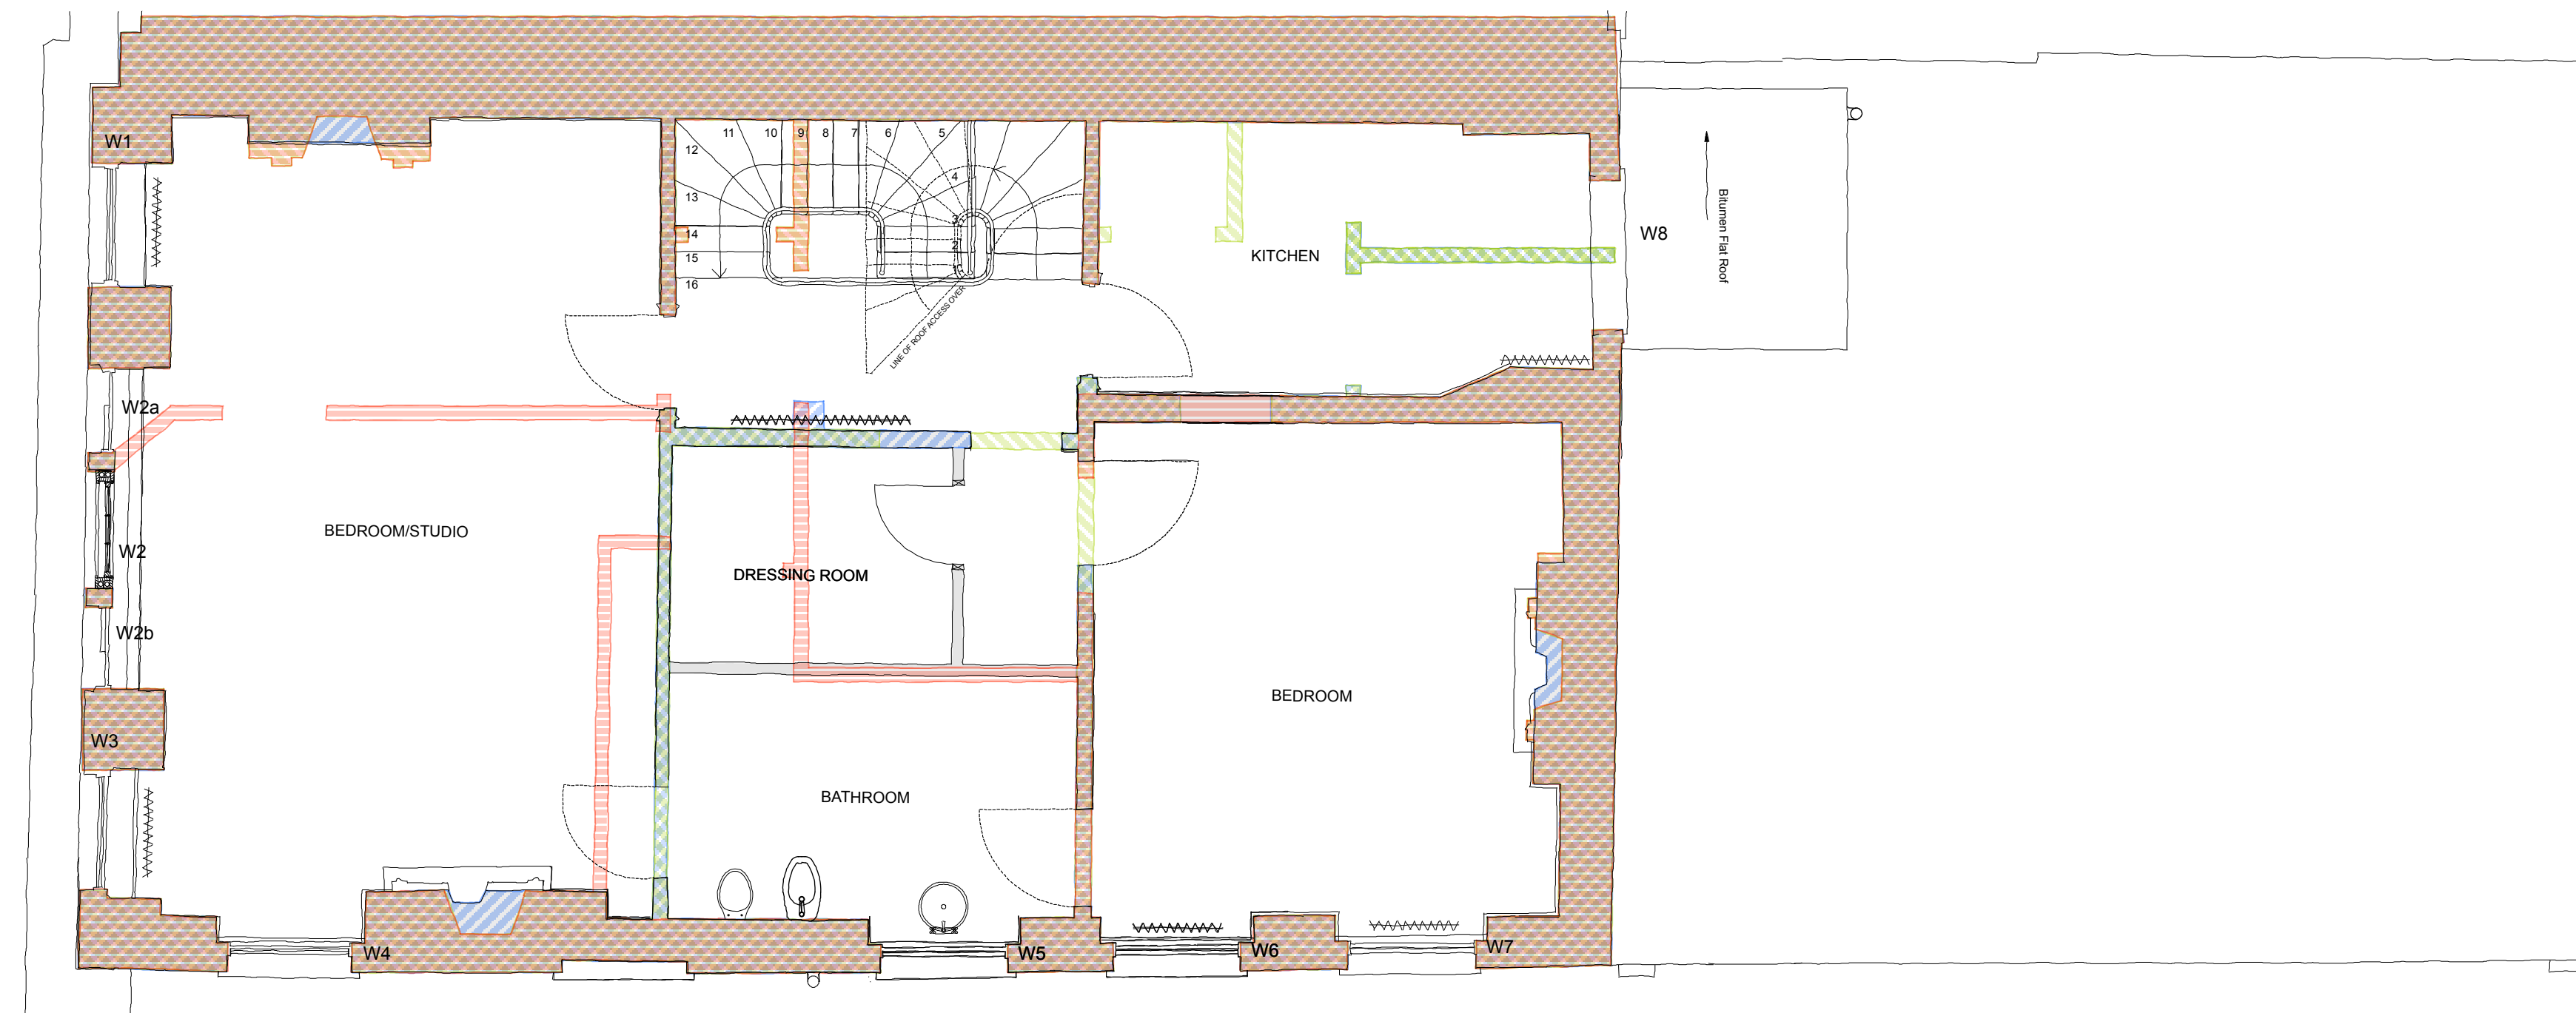 W1
11 10 9 8 7 6 5
12
4
13
3
14
2
15
16
KITCHEN
W8
Bitumen Flat Roof
LINE OF ROOF ACCESS OVER
W2a
BEDROOM/STUDIO
W2
DRESSING ROOM
W2b
BEDROOM
W3
BATHROOM
W4
W5
W6
W7